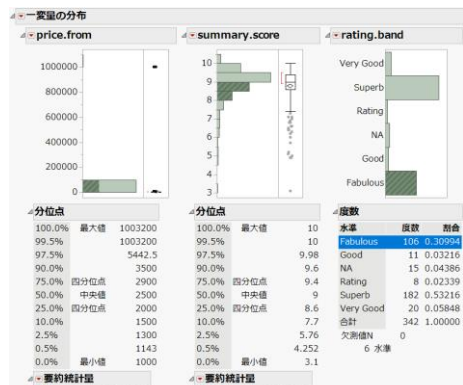 一変量の分布
price.from
1000000
800000
600000
400000
200000
0
分位点
100.0% 最大値 1003200
99.5% 1003200
97.5% 5442.5
90.0% 3500
75.0% 四分位点 2900
50.0% 中央値 2500
25.0% 四分位点 2000
10.0% 1500
2.5% 1300
0.5% 1143
0.0% 最小値 1000
要約統計量
summary.score
10
9
8
7
6
5
4
3
分位点
100.0% 最大値 10
99.5% 10
97.5% 9.98
90.0% 9.6
75.0% 四分位点 9.4
50.0% 中央値 9
25.0% 四分位点 8.6
10.0% 7.7
2.5% 5.76
0.5% 4.252
0.0% 最小値 3.1
要約統計量
rating.band
Very Good
Superb
Rating
NA
Good
Fabulous
度数
水準 度数 割合
Fabulous 106 0.30994
Good 11 0.03216
NA 15 0.04386
Rating 8 0.02339
Superb 182 0.53216
Very Good 20 0.05848
合計 342 1.00000
欠測値N 0
6 水準